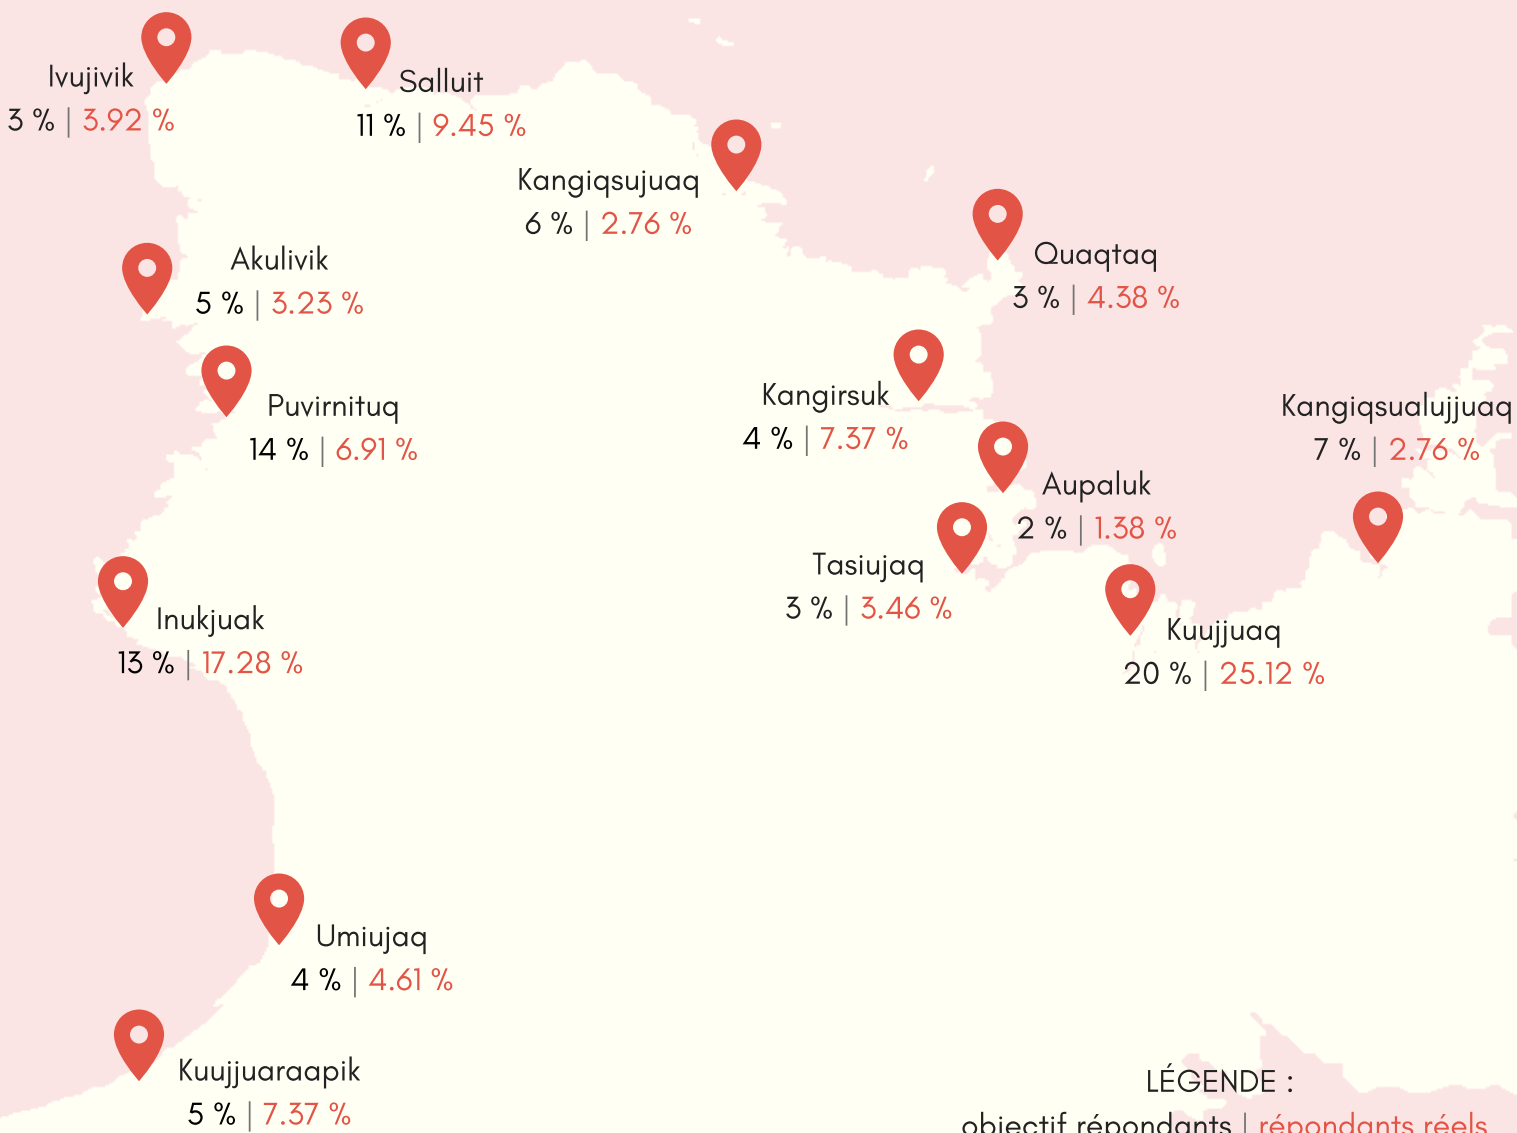 Ivujivik
3 % | 3.92 %
Salluit
11 % | 9.45 %
Kangiqsujuaq
6 % | 2.76 %
Quaqtaq
3 % | 4.38 %
Akulivik
5 % | 3.23 %
Puvirnituq
14 % | 6.91 %
Kangirsuk
4 % | 7.37 %
Kangiqsualujjuaq
7 % | 2.76 %
Aupaluk
2 % | 1.38 %
Tasiujaq
3 % | 3.46 %
Inukjuak
13 % | 17.28 %
Kuujjuaq
20 % | 25.12 %
Umiujaq
4 % | 4.61 %
Kuujjuaraapik
5 % | 7.37 %
LÉGENDE :
objectif répondants | répondants réels